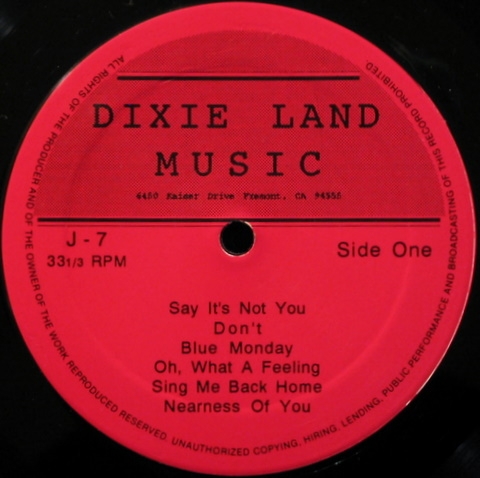 DIXIE LAND
MUSIC
6450 Kaiser Drive Fremont, CA 94555
J - 7
33 1/3 RPM
Side One
Say It's Not You
Don't
Blue Monday
Oh, What A Feeling
Sing Me Back Home
Nearness Of You
ALL RIGHTS OF THE PRODUCER AND OF THE OWNER OF THE WORK REPRODUCED RESERVED. UNAUTHORIZED COPYING, HIRING, LENDING, PUBLIC PERFORMANCE AND BROADCASTING OF THIS RECORD PROHIBITED